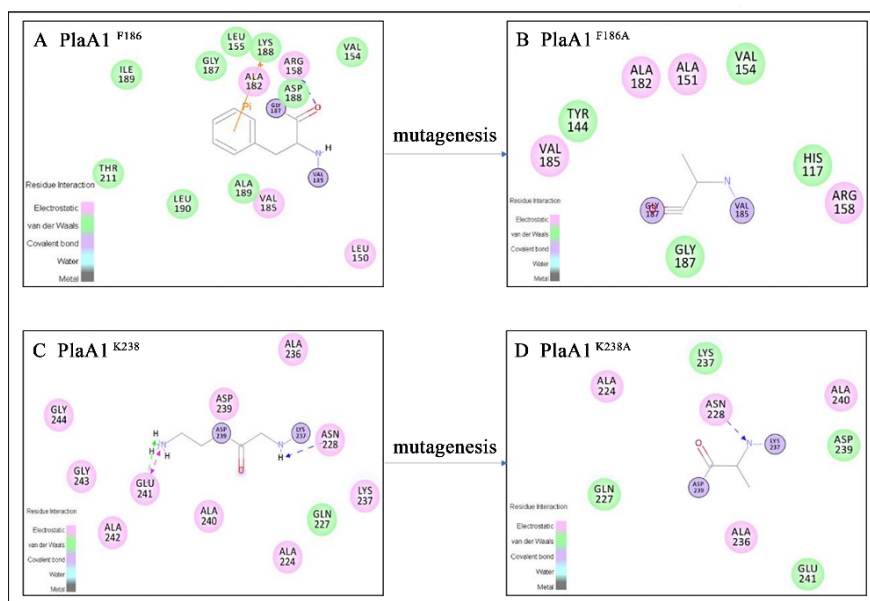 A PlaA1 F186
LEU
155
LYS
188
GLY
187
ARG
158
VAL
154
ILE
189
ALA
182
ASP
188
Pi
GLY
187
O
N
H
VAL
185
THR
211
LEU
190
ALA
189
VAL
185
LEU
150
Residue Interaction
Electrostatic
van der Waals
Covalent bond
Water
Metal
mutagenesis
B PlaA1 F186A
ALA
182
ALA
151
VAL
154
TYR
144
VAL
185
HIS
117
ARG
158
N
GLY
187
VAL
185
GLY
187
Residue Interaction
Electrostatic
van der Waals
Covalent bond
Water
Metal
C PlaA1 K238
ALA
236
ASP
239
GLY
244
H
N
H
H
ASP
239
N
H
LYS
237
ASN
228
O
GLY
243
GLU
241
ALA
242
ALA
240
GLN
227
LYS
237
ALA
224
Residue Interaction
Electrostatic
van der Waals
Covalent bond
Water
Metal
mutagenesis
D PlaA1 K238A
LYS
237
ALA
224
ASN
228
ALA
240
N
LYS
237
ASP
239
O
GLN
227
ASP
239
ALA
236
GLU
241
Residue Interaction
Electrostatic
van der Waals
Covalent bond
Water
Metal